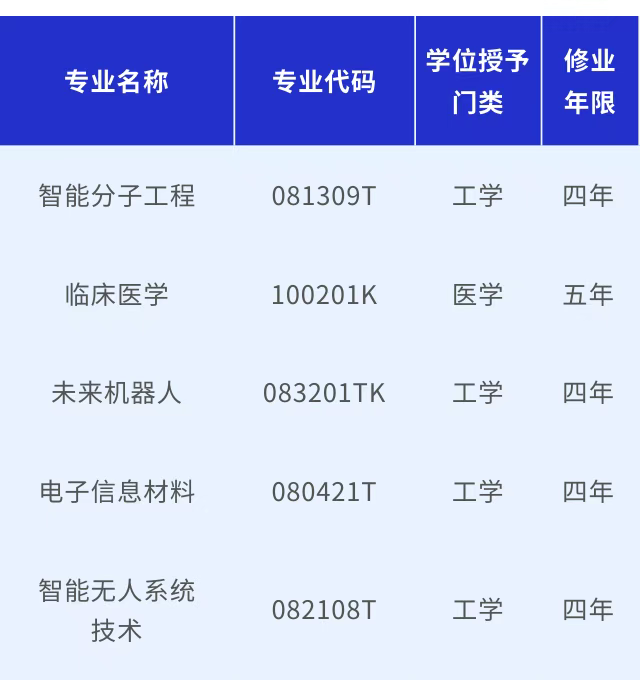 专业名称 专业代码 学位授予门类 修业年限
智能分子工程 081309T 工学 四年
临床医学 100201K 医学 五年
未来机器人 083201TK 工学 四年
电子信息材料 080421T 工学 四年
智能无人系统
技术 082108T 工学 四年